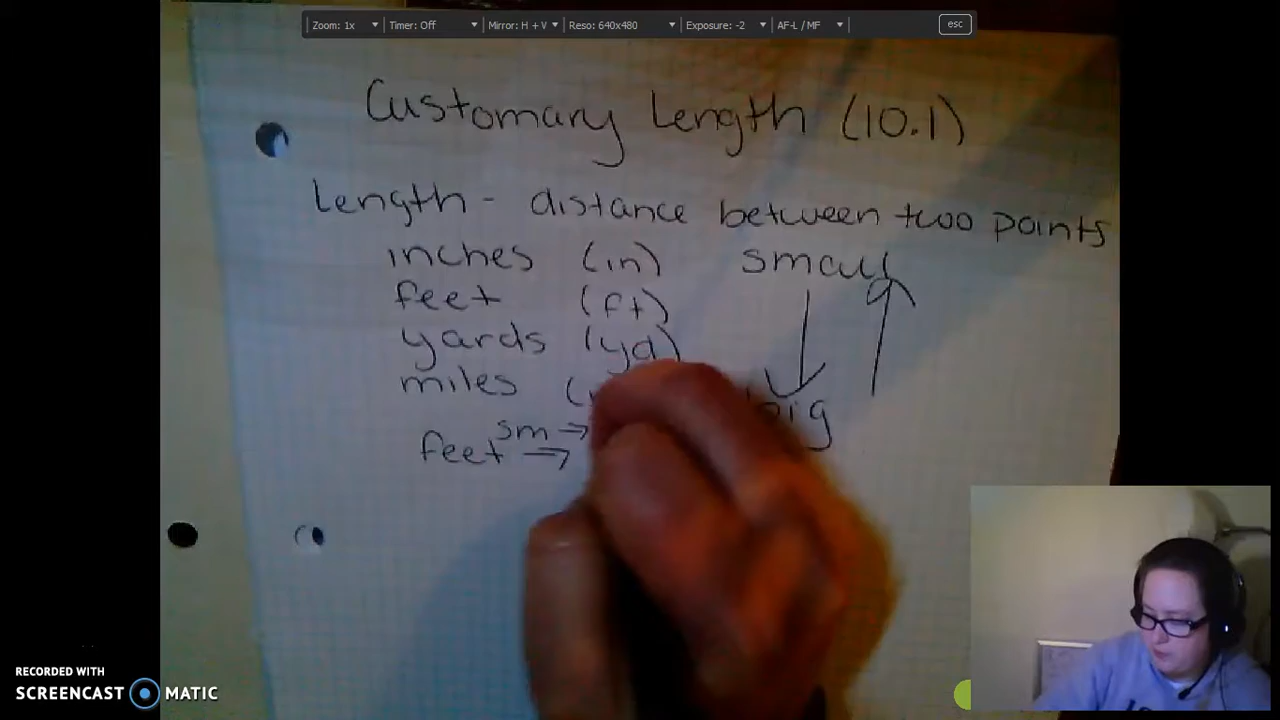 Zoom: 1x Timer: Off Mirror: H + V Reso: 640x480 Exposure: -2 AF-L / MF esc
Customary Length (10.1)
Length - distance between two points
inches (in) small
feet (ft)
yards (yd)
miles big
sm →
feet →
RECORDED WITH
SCREENCAST MATIC